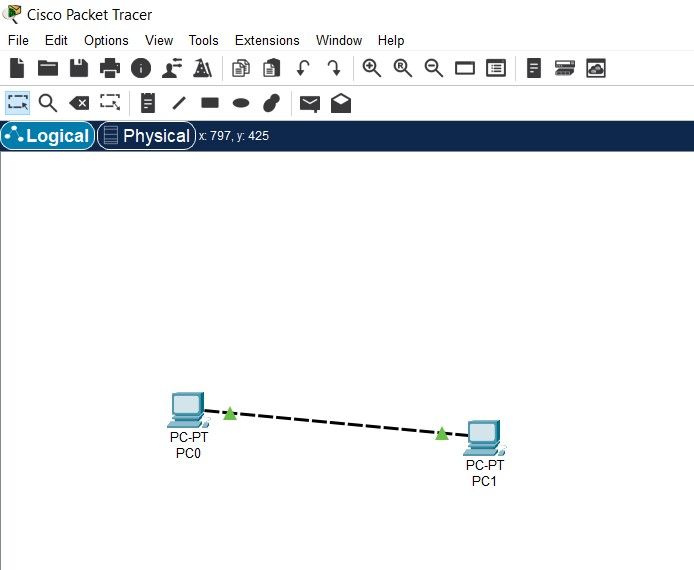 Cisco Packet Tracer
File Edit Options View Tools Extensions Window Help
Logical Physical x: 797, y: 425
PC-PT
PC0
PC-PT
PC1